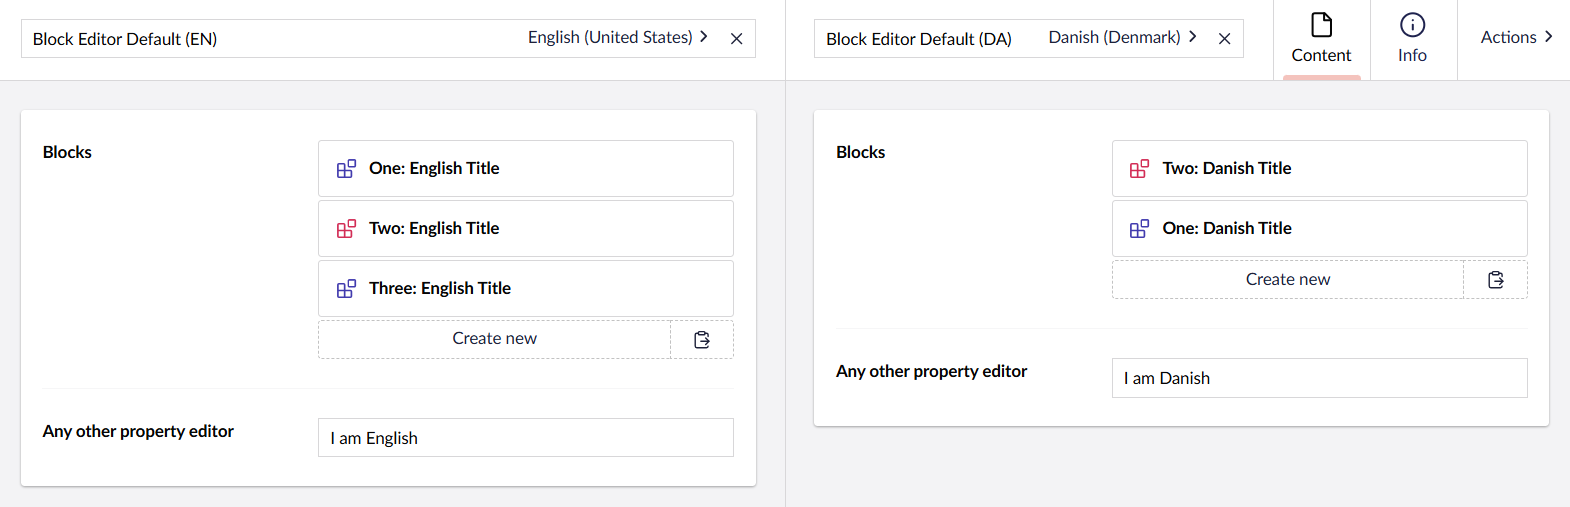 Block Editor Default (EN)
English (United States)
Block Editor Default (DA)
Danish (Denmark)
Content
Info
Actions
Blocks
One: English Title
Two: English Title
Three: English Title
Create new
Any other property editor
I am English
Blocks
Two: Danish Title
One: Danish Title
Create new
Any other property editor
I am Danish